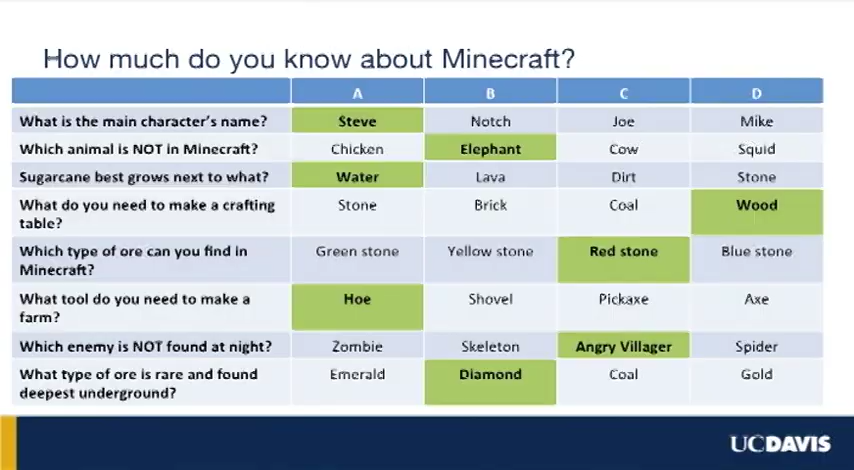 How much do you know about Minecraft?
A B C D
What is the main character's name? Steve Notch Joe Mike
Which animal is NOT in Minecraft? Chicken Elephant Cow Squid
Sugarcane best grows next to what? Water Lava Dirt Stone
What do you need to make a crafting Stone Brick Coal Wood
table?
Which type of ore can you find in Green stone Yellow stone Red stone Blue stone
Minecraft?
What tool do you need to make a Hoe Shovel Pickaxe Axe
farm?
Which enemy is NOT found at night? Zombie Skeleton Angry Villager Spider
What type of ore is rare and found Emerald Diamond Coal Gold
deepest underground?
UCDAVIS